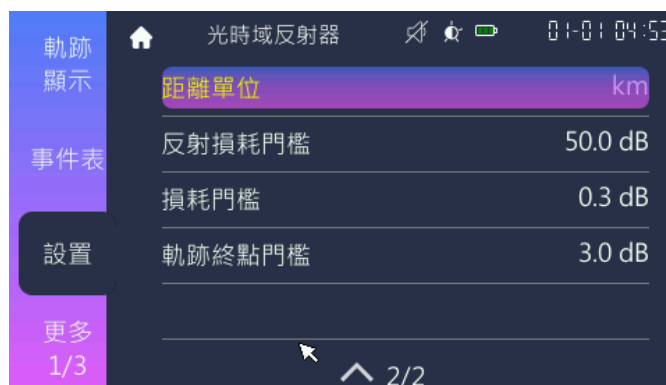 光時域反射器
01-01 04:53
軌跡
顯示
事件表
設置
更多
1/3
距離單位 km
反射損耗門檻 50.0 dB
損耗門檻 0.3 dB
軌跡終點門檻 3.0 dB
2/2